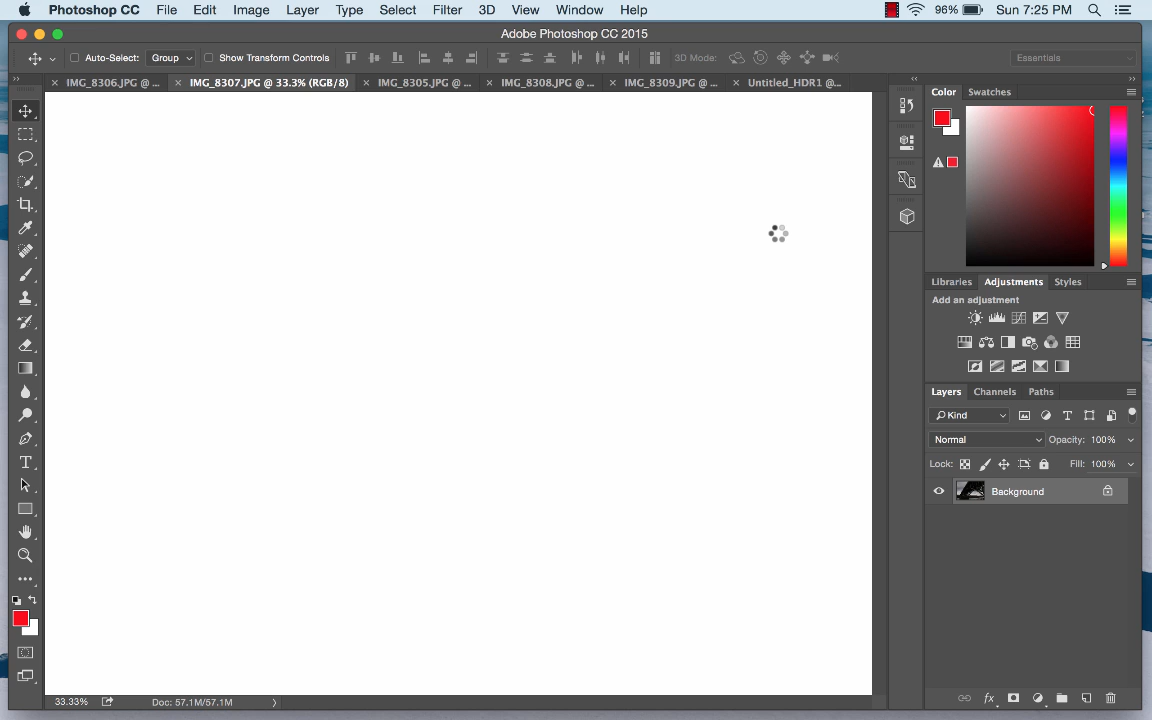 Photoshop CC File Edit Image Layer Type Select Filter 3D View Window Help 96% Sun 7:25 PM
Adobe Photoshop CC 2015
Auto-Select: Group Show Transform Controls 3D Mode: Essentials
IMG_8306.JPG @ ... IMG_8307.JPG @ 33.3% (RGB/8) IMG_8305.JPG @ ... IMG_8308.JPG @ ... IMG_8309.JPG @ ... Untitled_HDR1 @...
Color Swatches
Libraries Adjustments Styles
Add an adjustment
Layers Channels Paths
Kind
Normal Opacity: 100%
Lock: Fill: 100%
Background
33.33% Doc: 57.1M/57.1M